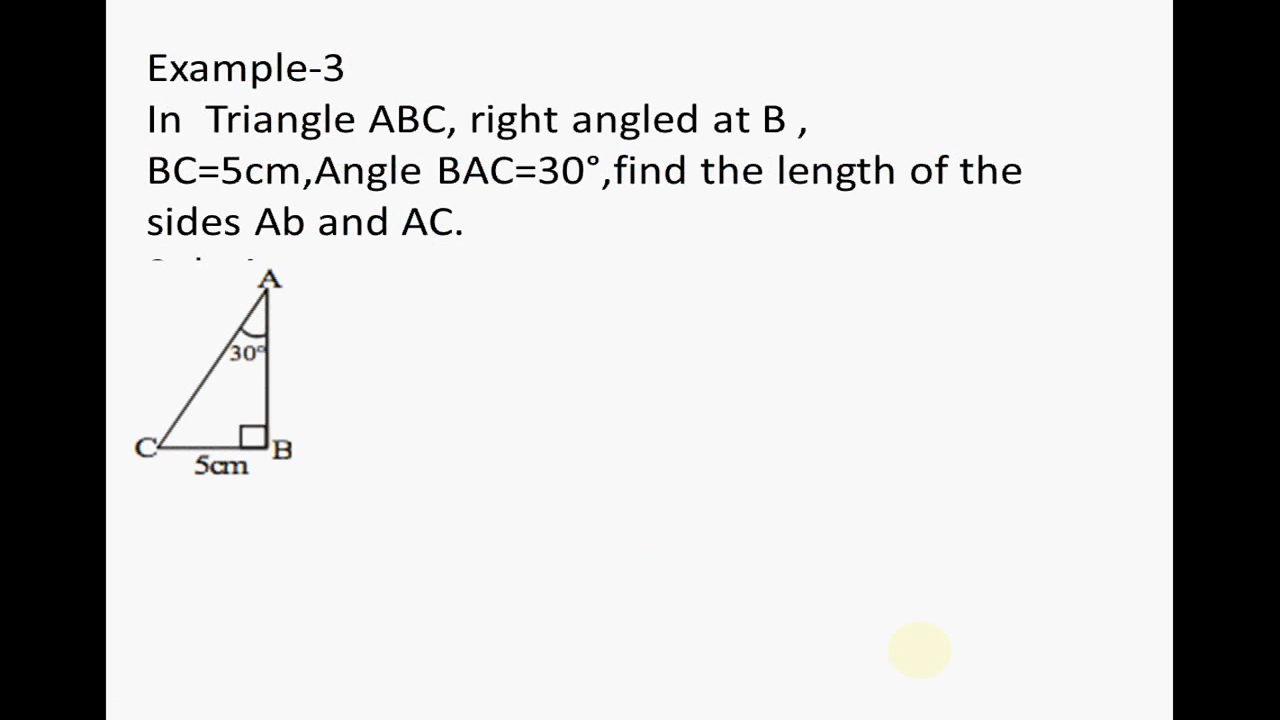 Example-3
In Triangle ABC, right angled at B ,
BC=5cm,Angle BAC=30°,find the length of the
sides Ab and AC.
A
30°
C
B
5cm